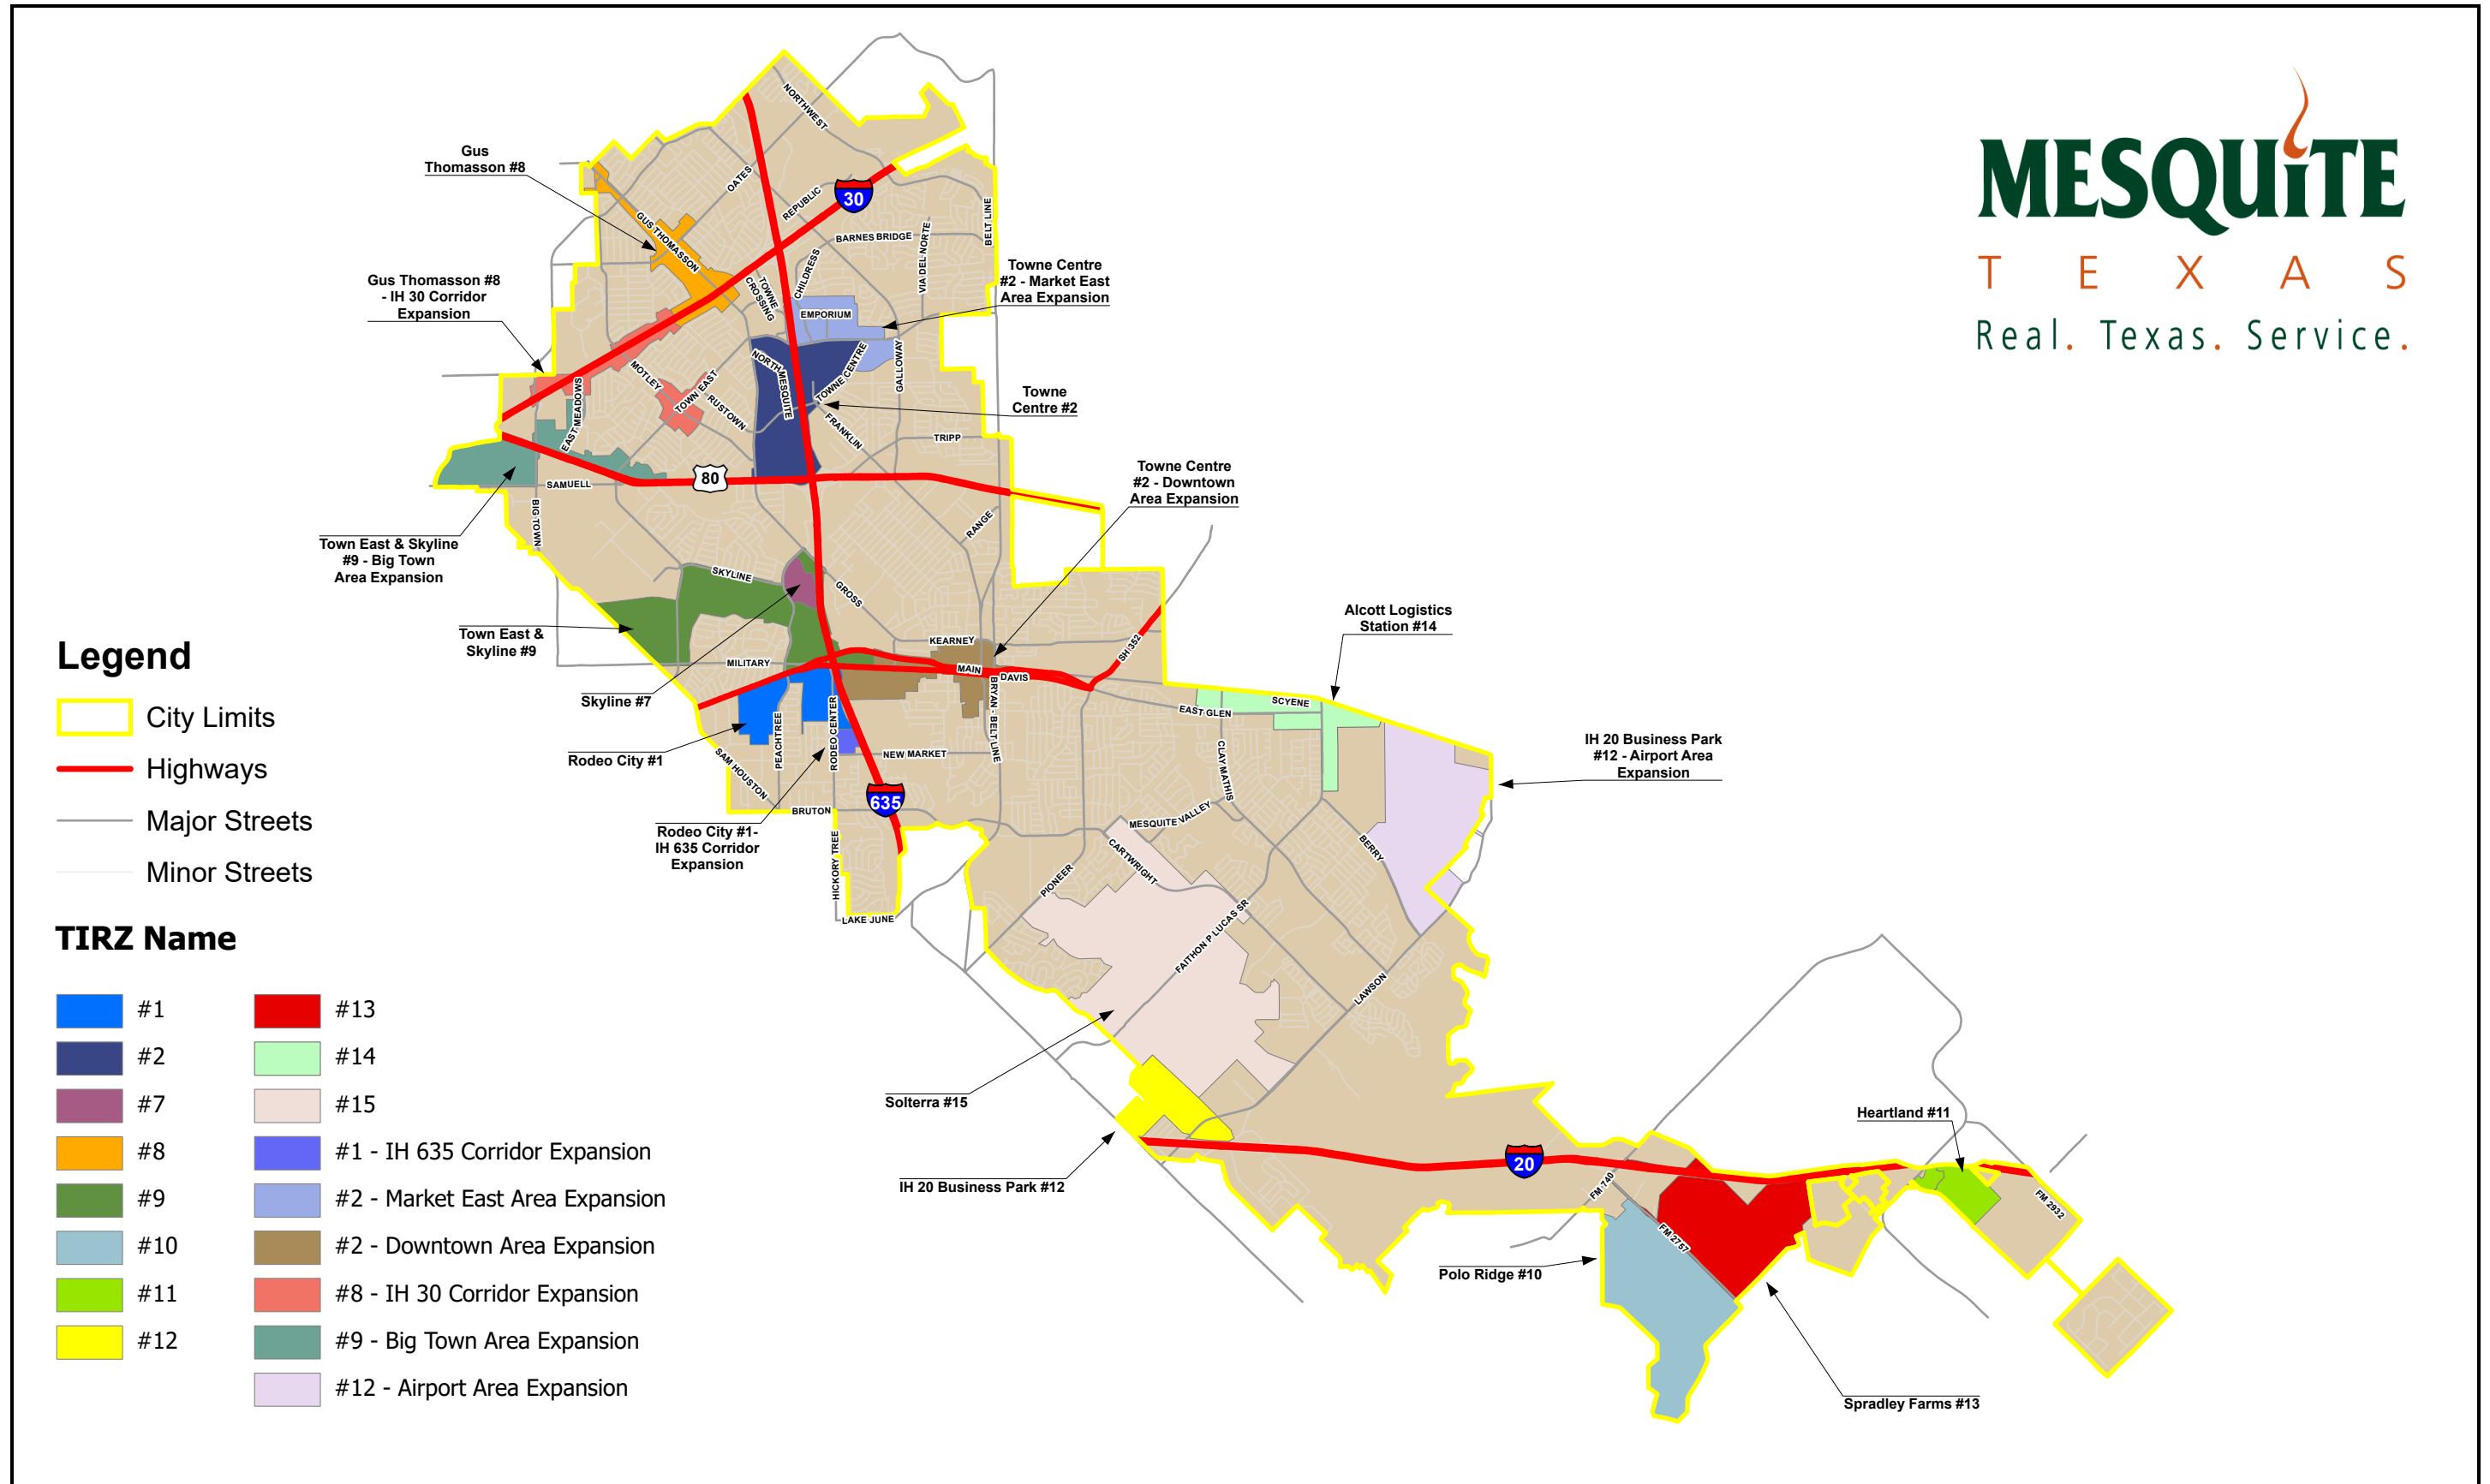 MESQUiTE
TEXAS
Real. Texas. Service.
Gus
Thomasson #8
Gus Thomasson #8
- IH 30 Corridor
Expansion
Towne Centre
#2 - Market East
Area Expansion
Towne
Centre #2
Towne Centre
#2 - Downtown
Area Expansion
Town East & Skyline
#9 - Big Town
Area Expansion
Town East &
Skyline #9
Skyline #7
Rodeo City #1
Rodeo City #1-
IH 635 Corridor
Expansion
Alcott Logistics
Station #14
IH 20 Business Park
#12 - Airport Area
Expansion
Solterra #15
IH 20 Business Park #12
Heartland #11
Polo Ridge #10
Spradley Farms #13
NORTHWEST
OATES
REPUBLIC
30
GUS THOMASSON
BARNES BRIDGE
BELT LINE
VIA DEL NORTE
CHILDRESS
TOWNE
CROSSING
EMPORIUM
NORTH
MESQUITE
TOWNE CENTRE
GALLOWAY
MOTLEY
TOWN EAST
RUSTOWN
EAST MEADOWS
FRANKLIN
TRIPP
80
SAMUELL
BIG TOWN
RANGE
SKYLINE
GROSS
KEARNEY
MILITARY
MAIN
DAVIS
SH 352
BRYAN - BELT LINE
PEACHTREE
RODEO CENTER
NEW MARKET
SAM HOUSTON
635
BRUTON
HICKORY TREE
LAKE JUNE
SCYENE
EAST GLEN
CLAY MATHIS
MESQUITE VALLEY
CARTWRIGHT
PIONEER
BERRY
FAITHON P LUCAS SR
LAWSON
20
FM 740
FM 2757
FM 2932
Legend
City Limits
Highways
Major Streets
Minor Streets
TIRZ Name
#1
#2
#7
#8
#9
#10
#11
#12
#13
#14
#15
#1 - IH 635 Corridor Expansion
#2 - Market East Area Expansion
#2 - Downtown Area Expansion
#8 - IH 30 Corridor Expansion
#9 - Big Town Area Expansion
#12 - Airport Area Expansion